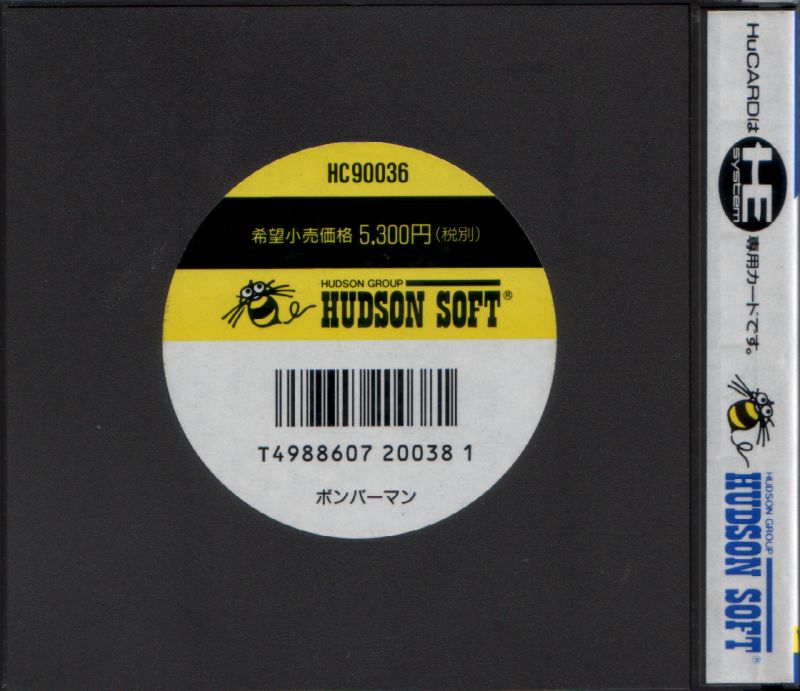 HC90036
希望小売価格 5,300円(税別)
HUDSON GROUP
HUDSON SOFT®
T4988607 20038 1
ボンバーマン
HuCARDは HE system 専用カードです。
HUDSON GROUP
HUDSON SOFT®